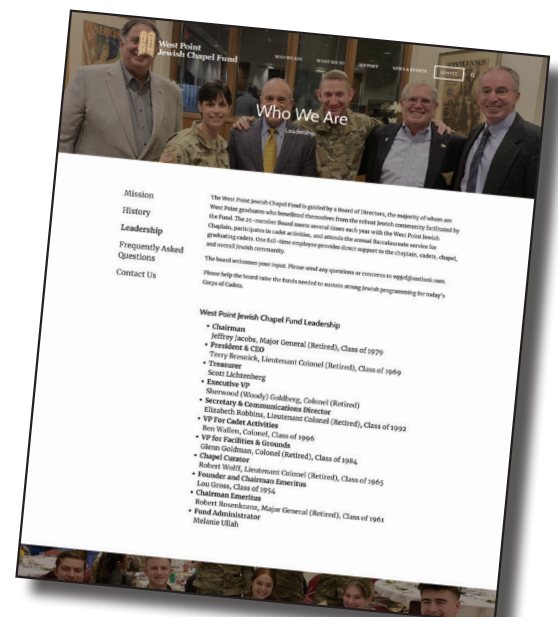 West Point
Jewish Chapel Fund
WHO WE ARE
WHAT WE DO
SUPPORT
NEWS & EVENTS
DONATE
CIVILIANS
Who We Are
Leadership
Mission
History
Leadership
Frequently Asked
Questions
Contact Us
The West Point Jewish Chapel Fund is guided by a Board of Directors, the majority of whom are
West Point graduates who benefitted themselves from the robust Jewish community facilitated by
the Fund. The 25-member Board meets several times each year with the West Point Jewish
Chaplain, participates in cadet activities, and attends the annual Baccalaureate service for
graduating cadets. One full-time employee provides direct support to the chaplain, cadets, chapel,
and overall Jewish community.
The board welcomes your input. Please send any questions or concerns to wpjcf@outlook.com.
Please help the board raise the funds needed to sustain strong Jewish programming for today's
Corps of Cadets.
West Point Jewish Chapel Fund Leadership
• Chairman
Jeffrey Jacobs, Major General (Retired), Class of 1979
• President & CEO
Terry Bresnick, Lieutenant Colonel (Retired), Class of 1969
• Treasurer
Scott Lichtenberg
• Executive VP
Sherwood (Woody) Goldberg, Colonel (Retired)
• Secretary & Communications Director
Elizabeth Robbins, Lieutenant Colonel (Retired), Class of 1992
• VP For Cadet Activities
Ben Wallen, Colonel, Class of 1996
• VP for Facilities & Grounds
Glenn Goldman, Colonel (Retired), Class of 1984
• Chapel Curator
Robert Wolff, Lieutenant Colonel (Retired), Class of 1965
• Founder and Chairman Emeritus
Lou Gross, Class of 1954
• Chairman Emeritus
Robert Rosenkranz, Major General (Retired), Class of 1961
• Fund Administrator
Melanie Ullah